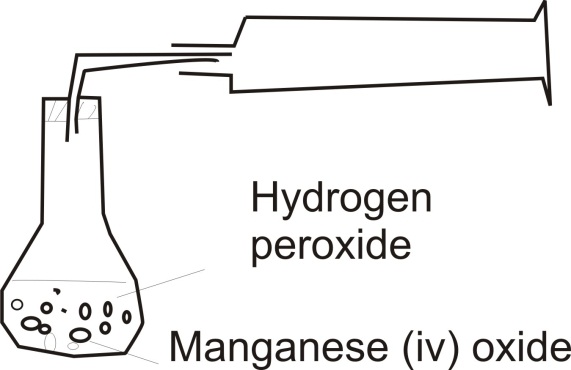 Hydrogen
peroxide
Manganese (iv) oxide